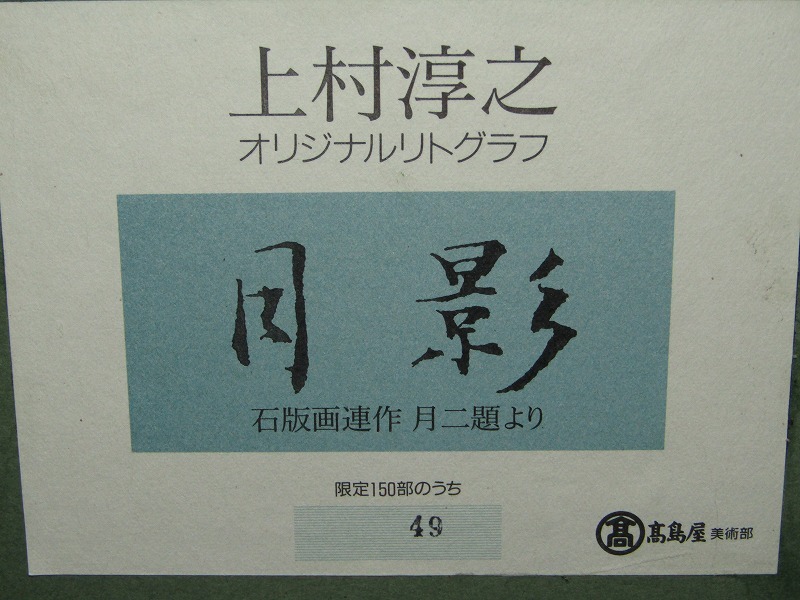 上村淳之
オリジナルリトグラフ
月影
石版画連作 月二題より
限定150部のうち
49
髙 髙島屋 美術部